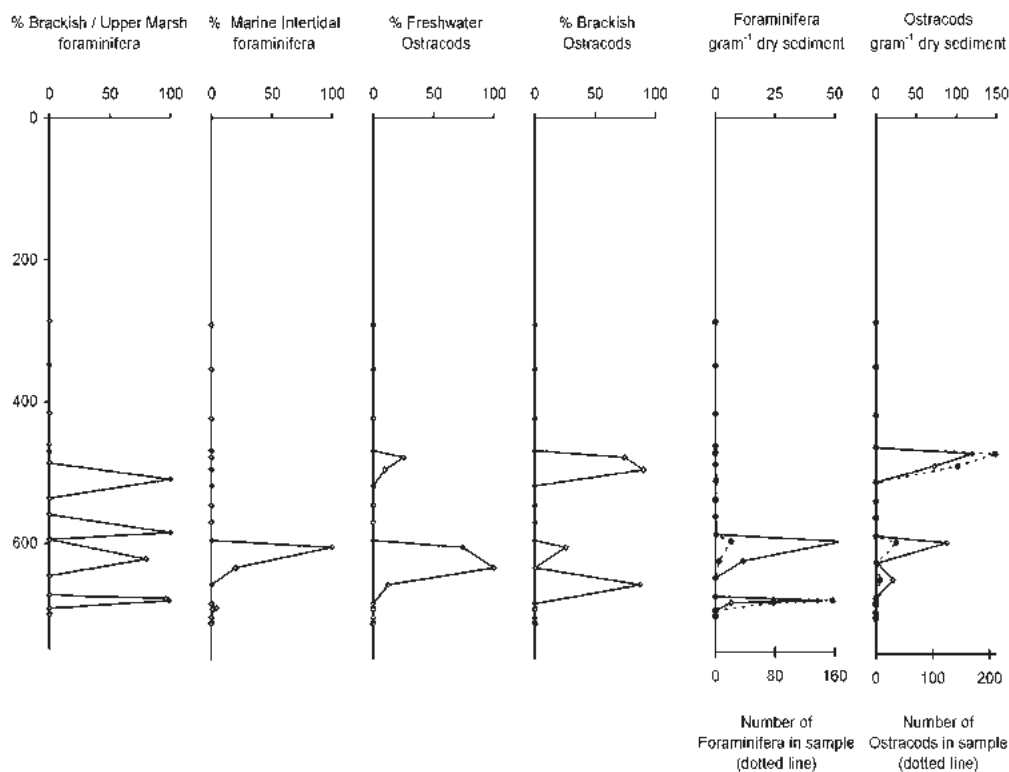 % Brackish / Upper Marsh
foraminifera
% Marine Intertidal
foraminifera
% Freshwater
Ostracods
% Brackish
Ostracods
Foraminifera
gram⁻¹ dry sediment
Ostracods
gram⁻¹ dry sediment
0 50 100
0 50 100
0 50 100
0 50 100
0 25 50
0 50 100 150
0
200
400
600
0 80 160
0 100 200
Number of
Foraminifera in sample
(dotted line)
Number of
Ostracods in sample
(dotted line)